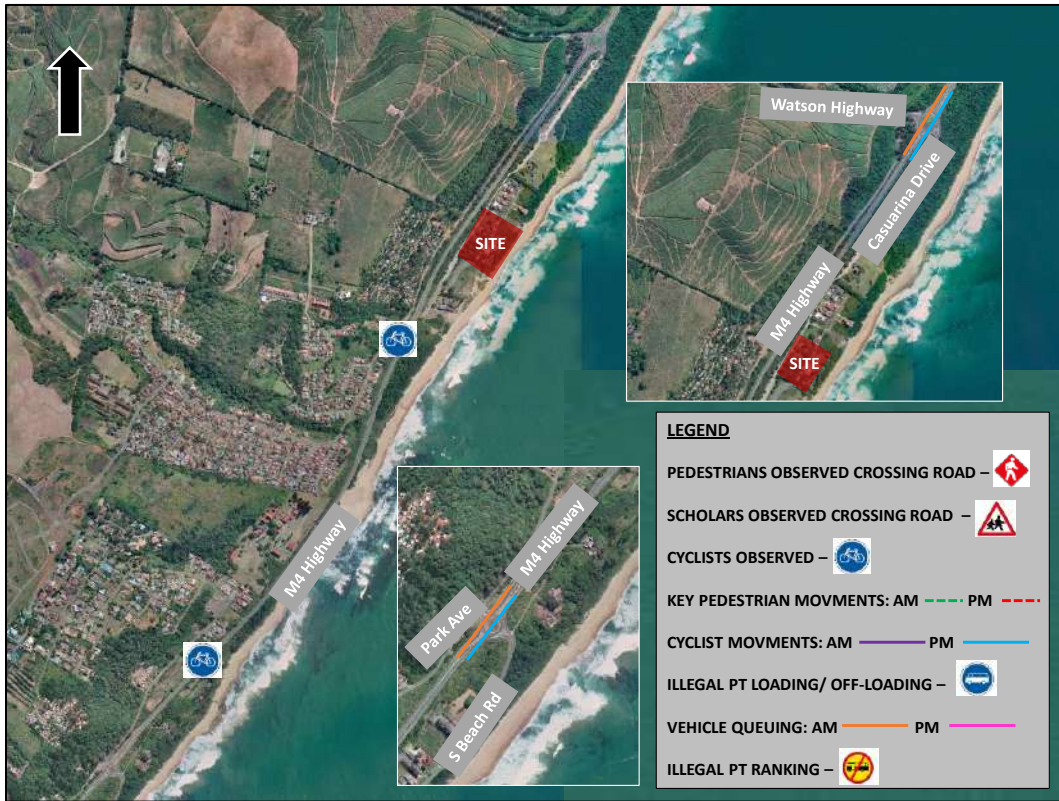 SITE
M4 Highway
Watson Highway
Casuarina Drive
M4 Highway
SITE
Park Ave
M4 Highway
S Beach Rd
LEGEND
PEDESTRIANS OBSERVED CROSSING ROAD –
SCHOLARS OBSERVED CROSSING ROAD –
CYCLISTS OBSERVED –
KEY PEDESTRIAN MOVMENTS: AM PM
CYCLIST MOVMENTS: AM PM
ILLEGAL PT LOADING/ OFF-LOADING –
VEHICLE QUEUING: AM PM
ILLEGAL PT RANKING –